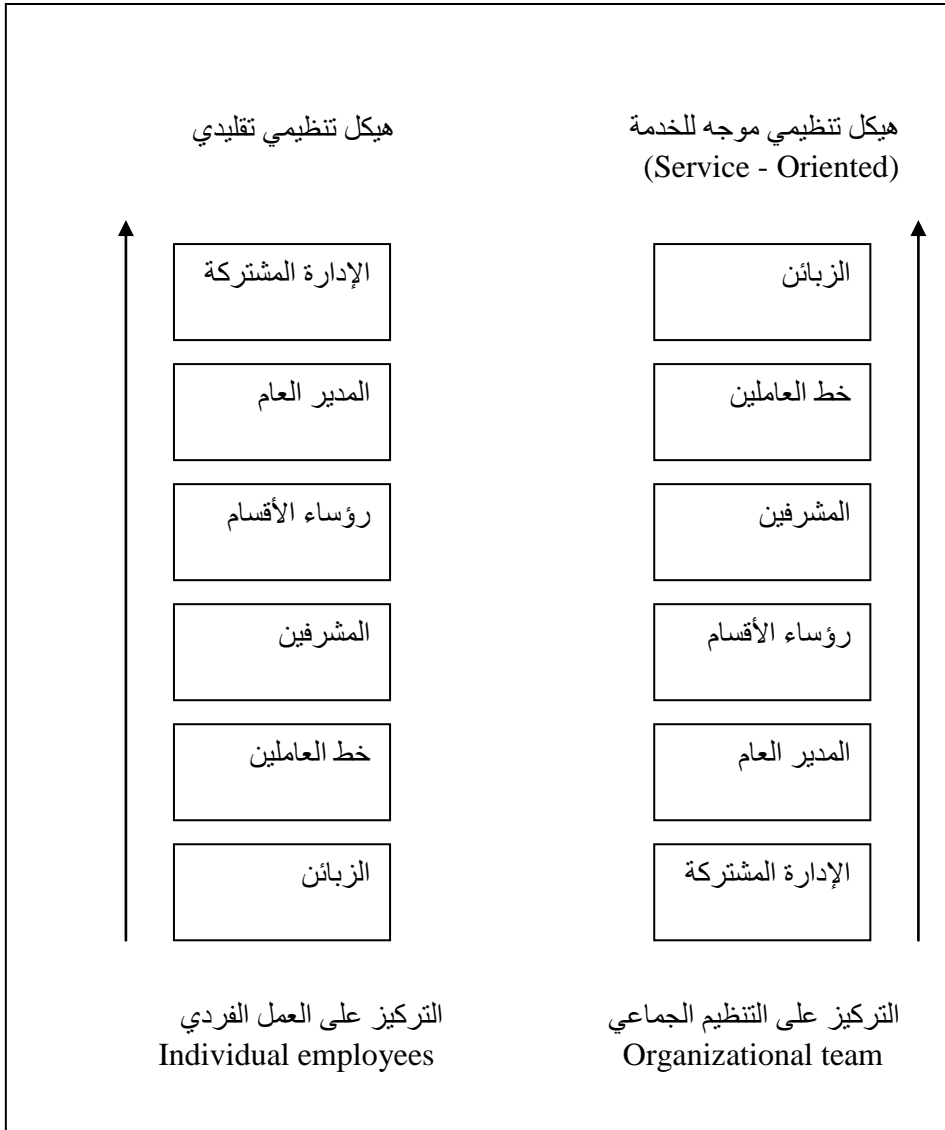 هيكل تنظيمي موجه للخدمة
(Service - Oriented)
الزبائن
خط العاملين
المشرفين
رؤساء الأقسام
المدير العام
الإدارة المشتركة
التركيز على التنظيم الجماعي
Organizational team
هيكل تنظيمي تقليدي
الإدارة المشتركة
المدير العام
رؤساء الأقسام
المشرفين
خط العاملين
الزبائن
التركيز على العمل الفردي
Individual employees